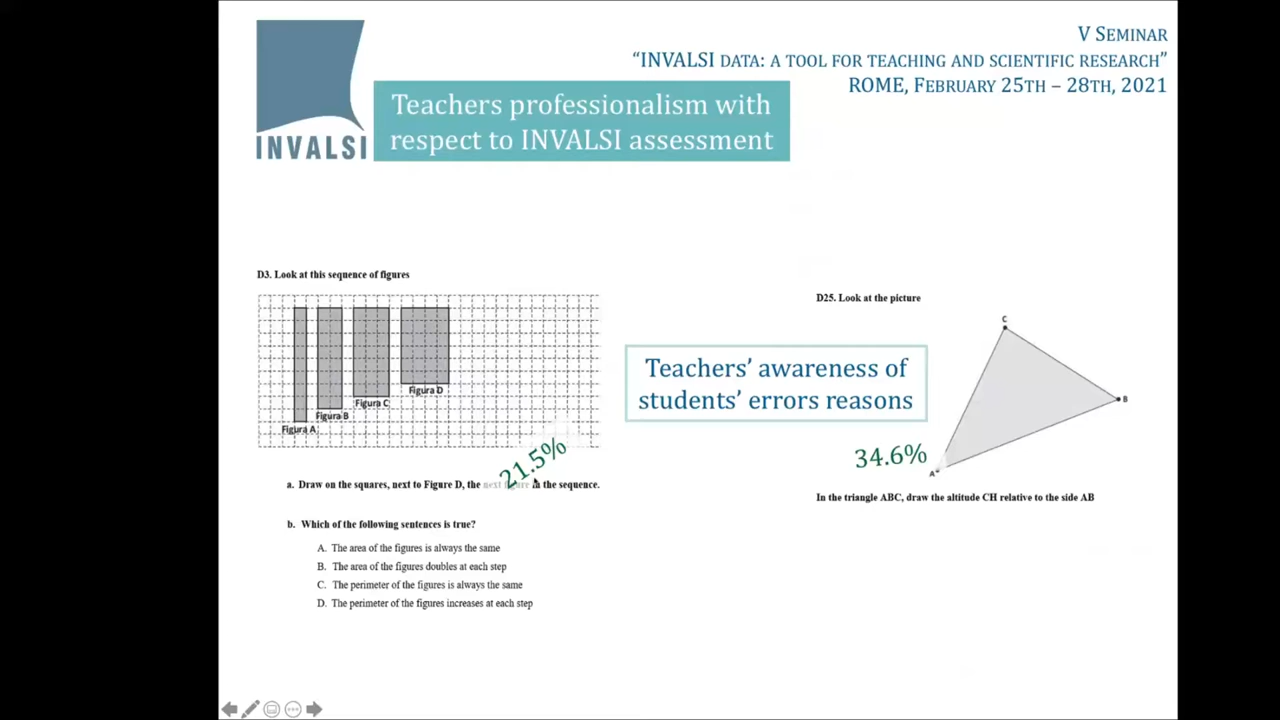 V SEMINAR
“INVALSI DATA: A TOOL FOR TEACHING AND SCIENTIFIC RESEARCH”
ROME, FEBRUARY 25TH – 28TH, 2021
INVALSI
Teachers professionalism with
respect to INVALSI assessment
D3. Look at this sequence of figures
Figura A
Figura B
Figura C
Figura D
21.5%
a. Draw on the squares, next to Figure D, the next figure in the sequence.
b. Which of the following sentences is true?
A. The area of the figures is always the same
B. The area of the figures doubles at each step
C. The perimeter of the figures is always the same
D. The perimeter of the figures increases at each step
Teachers’ awareness of
students’ errors reasons
D25. Look at the picture
C
B
A
34.6%
In the triangle ABC, draw the altitude CH relative to the side AB